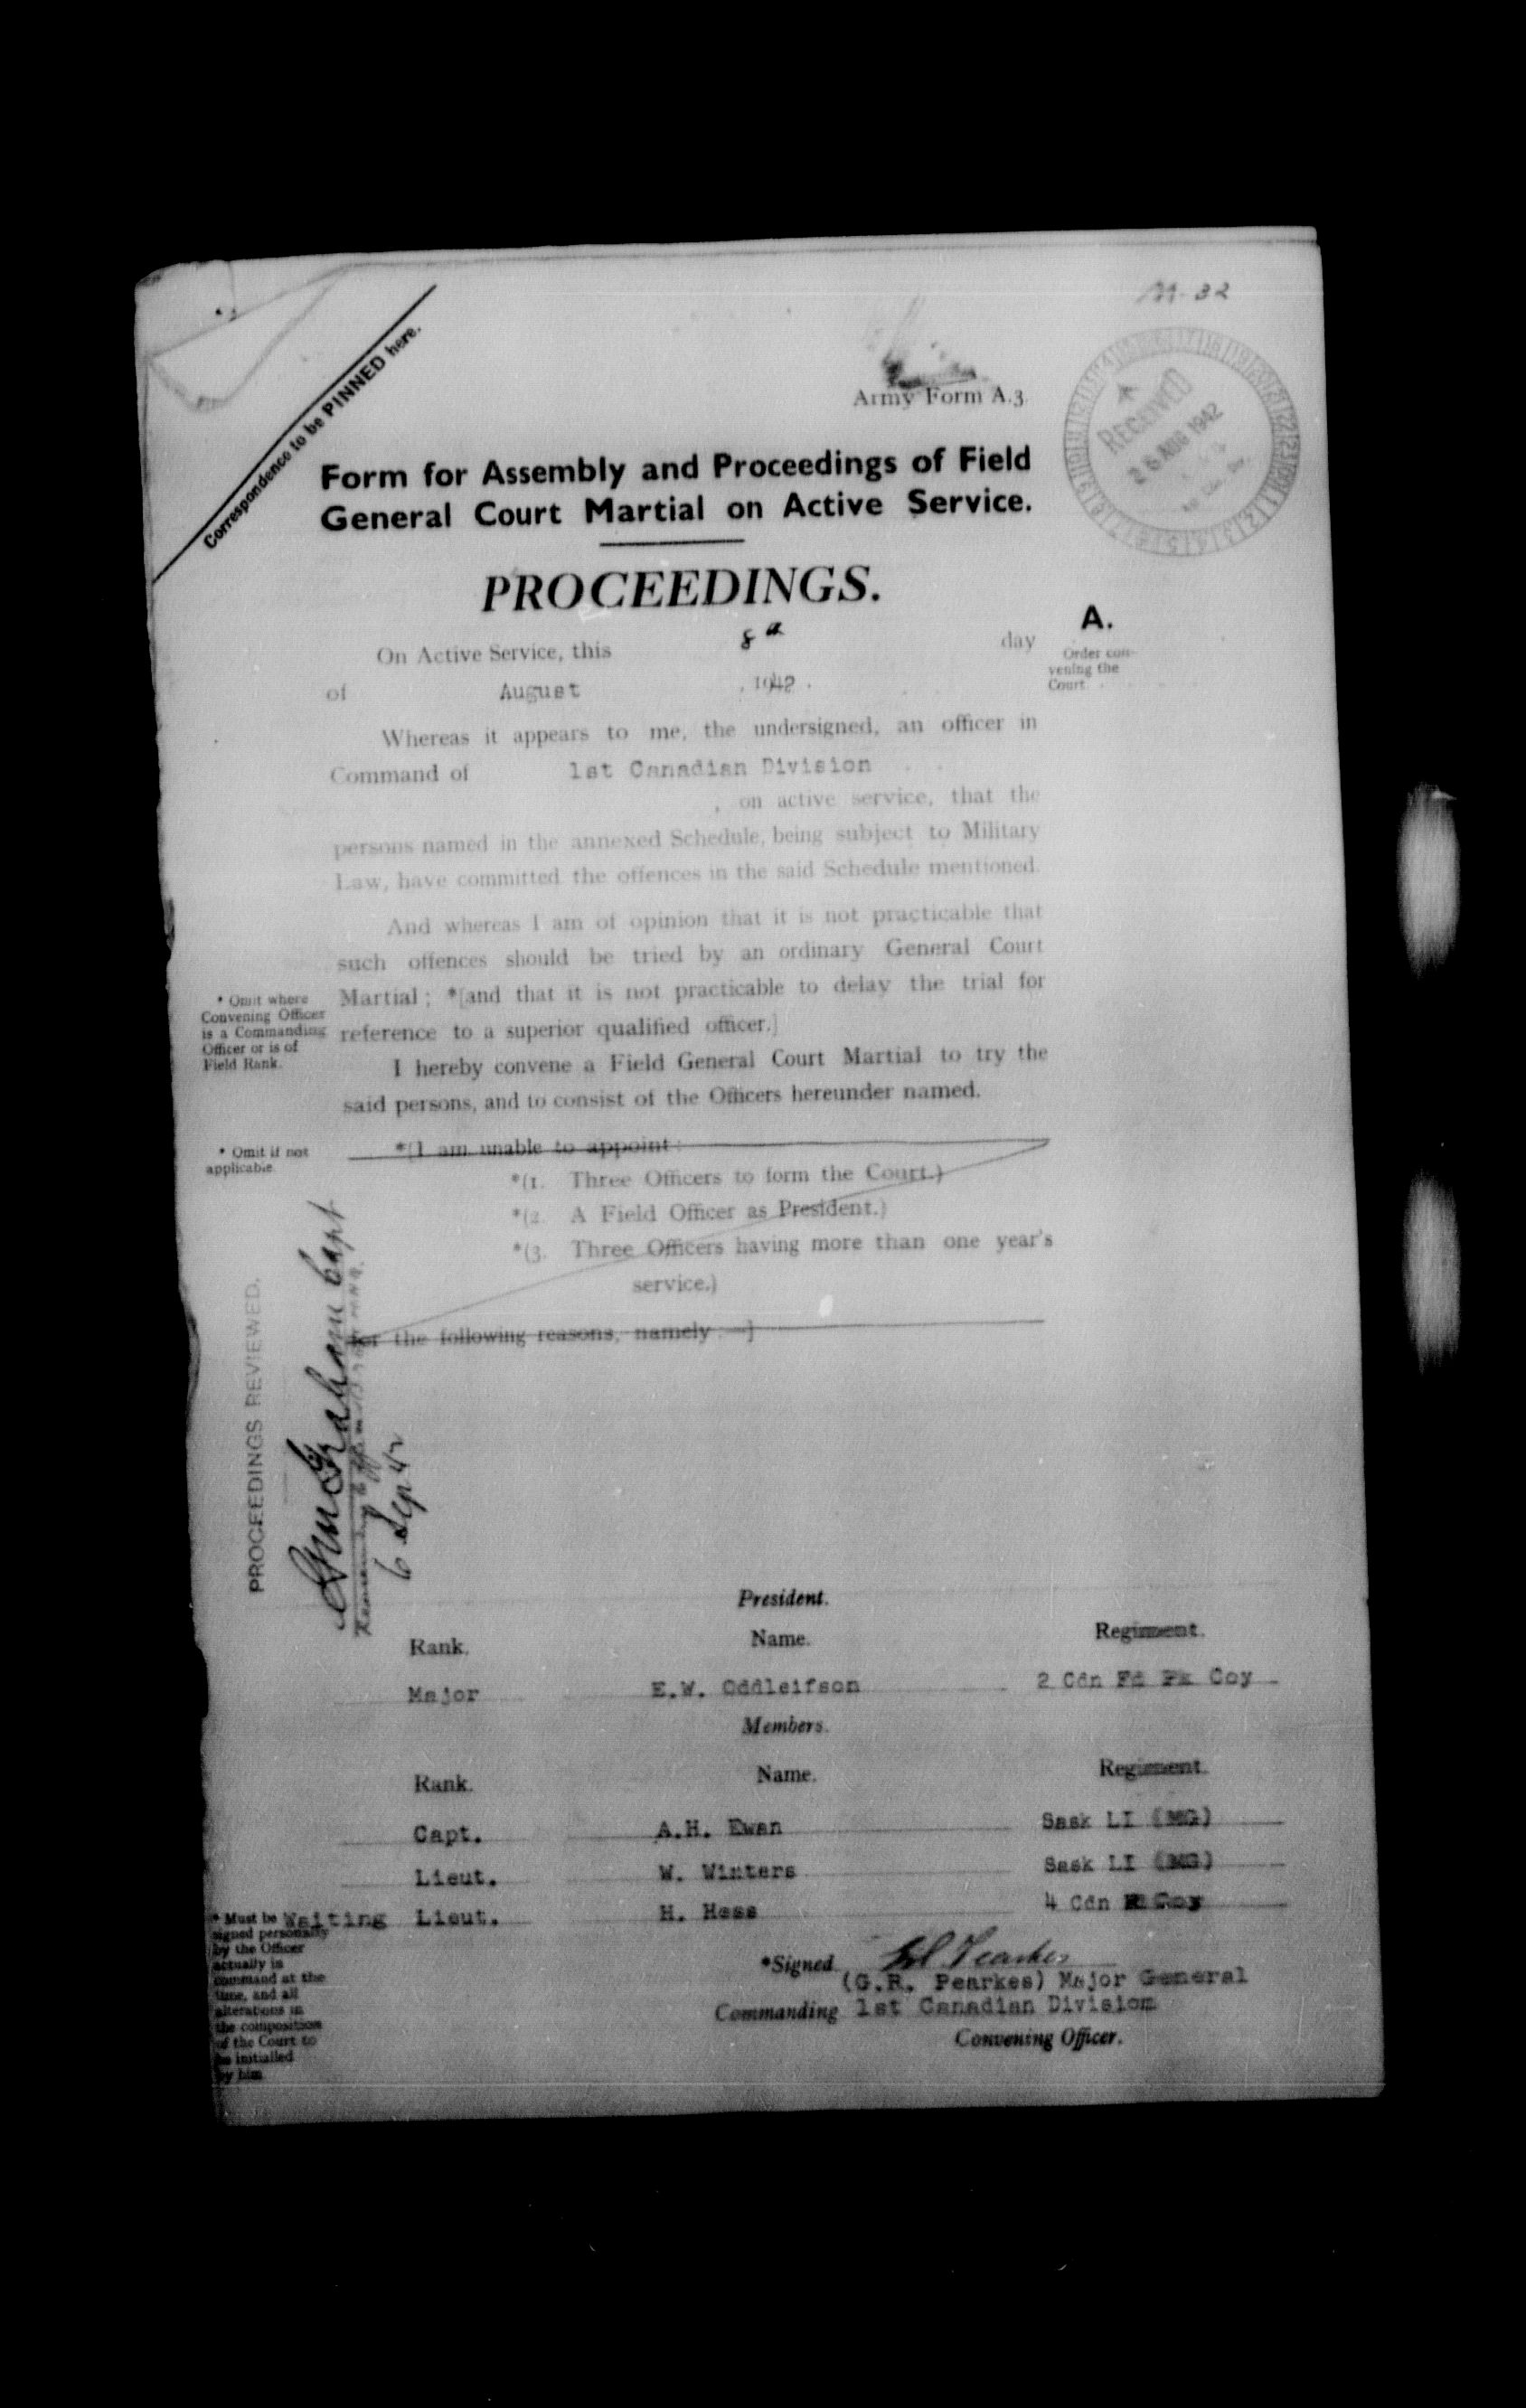 Correspondence to be PINNED here.
Army Form A.3.
RECEIVED
26 AUG 1942
Form for Assembly and Proceedings of Field
General Court Martial on Active Service.
PROCEEDINGS.
A.
Order con-
vening the
Court
On Active Service, this 8 day
of August 1942.
Whereas it appears to me, the undersigned, an officer in
Command of 1st Canadian Division
, on active service, that the
persons named in the annexed Schedule, being subject to Military
Law, have committed the offences in the said Schedule mentioned.
And whereas I am of opinion that it is not practicable that
such offences should be tried by an ordinary General Court
Martial; *[and that it is not practicable to delay the trial for
reference to a superior qualified officer.]
* Omit where
Convening Officer
is a Commanding
Officer or is of
Field Rank.
I hereby convene a Field General Court Martial to try the
said persons, and to consist of the Officers hereunder named.
* Omit if not
applicable.
*[I am unable to appoint:
*(1. Three Officers to form the Court.)
*(2. A Field Officer as President.)
*(3. Three Officers having more than one year's
service.)
for the following reasons, namely :—]
PROCEEDINGS REVIEWED.
Graham Capt
6 Sep 42
President.
Rank. Name. Regiment.
Major E.W. Oddleifson 2 Cdn Fd Pk Coy
Members.
Rank. Name. Regiment.
Capt. A.H. Ewan Sask LI (MG)
Lieut. W. Winters Sask LI (MG)
Waiting Lieut. H. Hess 4 Cdn Coy
* Must be
signed personally
by the Officer
actually in
command at the
time, and all
alterations in
the composition
of the Court to
be initialled
by him.
*Signed G R Pearkes
(G.R. Pearkes) Major General
Commanding 1st Canadian Division
Convening Officer.